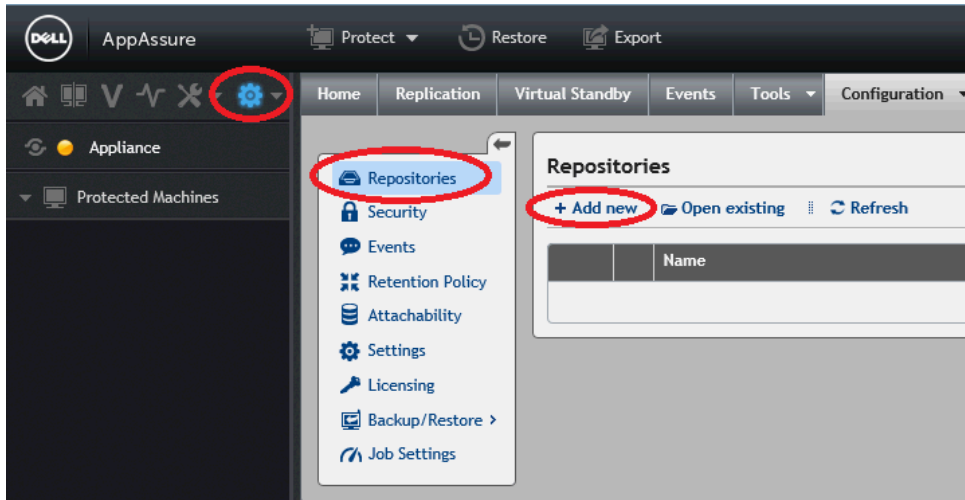 DELL AppAssure Protect Restore Export
Home Replication Virtual Standby Events Tools Configuration
Appliance
Protected Machines
Repositories
Security
Events
Retention Policy
Attachability
Settings
Licensing
Backup/Restore >
Job Settings
Repositories
+ Add new Open existing Refresh
Name